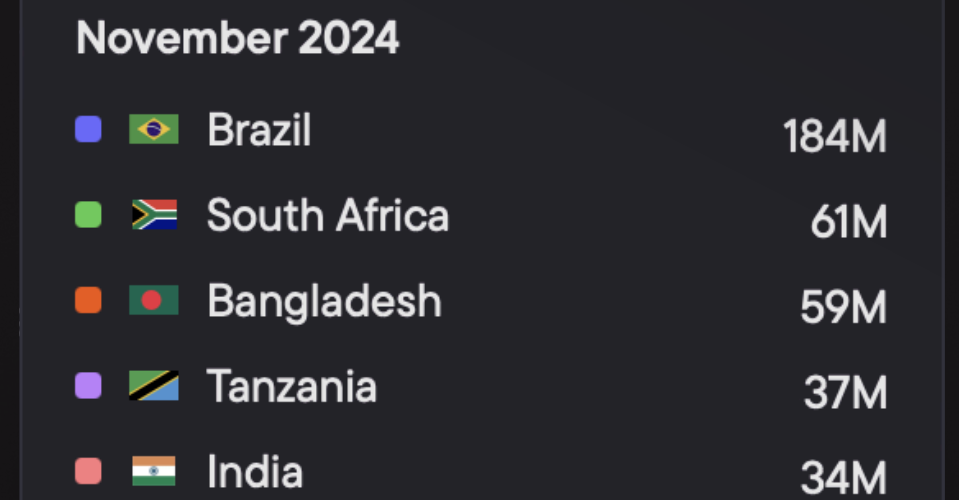 November 2024
Brazil 184M
South Africa 61M
Bangladesh 59M
Tanzania 37M
India 34M